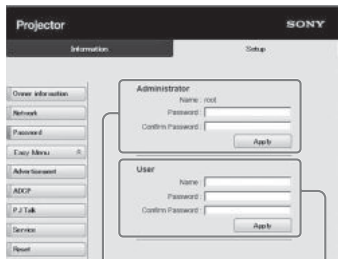 Projector
SONY
Information
Setup
Owner information
Network
Password
Easy Menu
Advertisement
ADCP
PJ Talk
Service
Reset
Administrator
Name : root
Password :
Confirm Password :
Apply
User
Name :
Password :
Confirm Password :
Apply